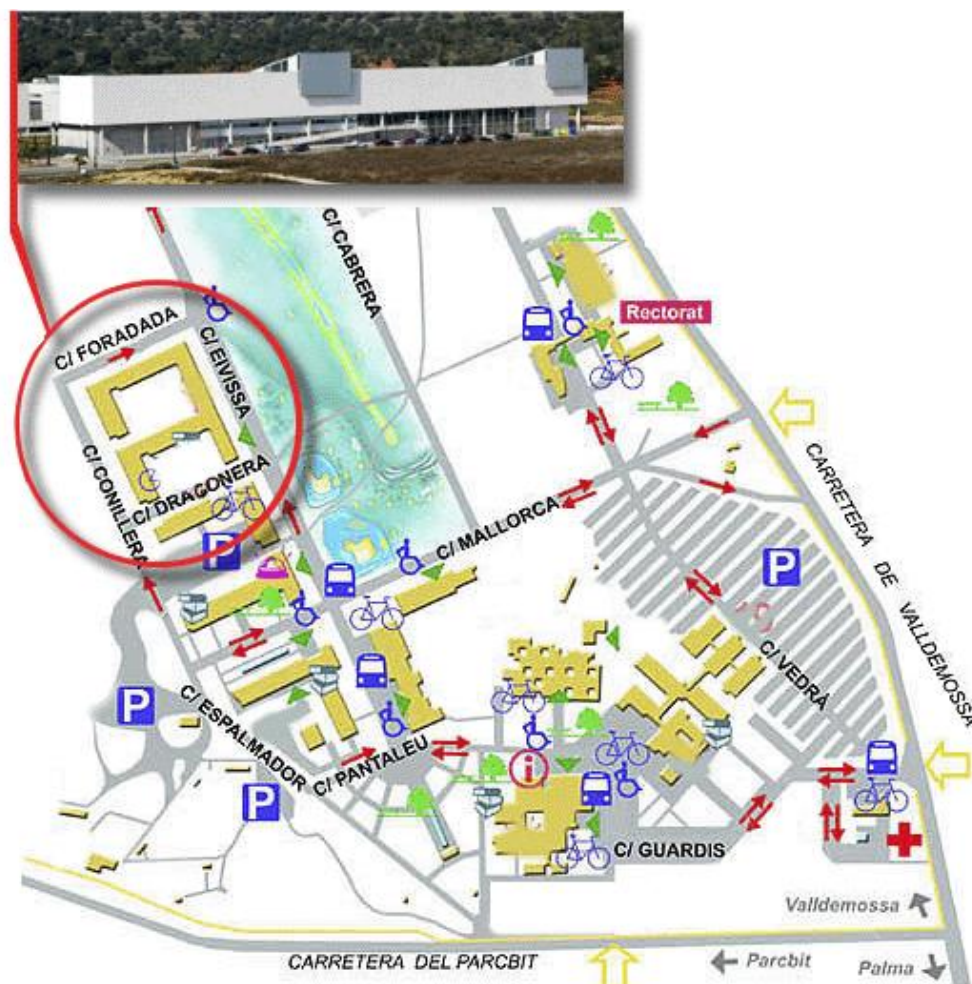 C/ CABRERA
Rectorat
C/ FORADADA
C/ EIVISSA
C/ CONILLERA
C/ DRAGONERA
C/ MALLORCA
CARRETERA DE VALLDEMOSSA
P
P
C/ VEDRÀ
P
C/ ESPALMADOR
C/ PANTALEU
i
P
C/ GUARDIS
Valldemossa
CARRETERA DEL PARCBIT
Parcbit
Palma